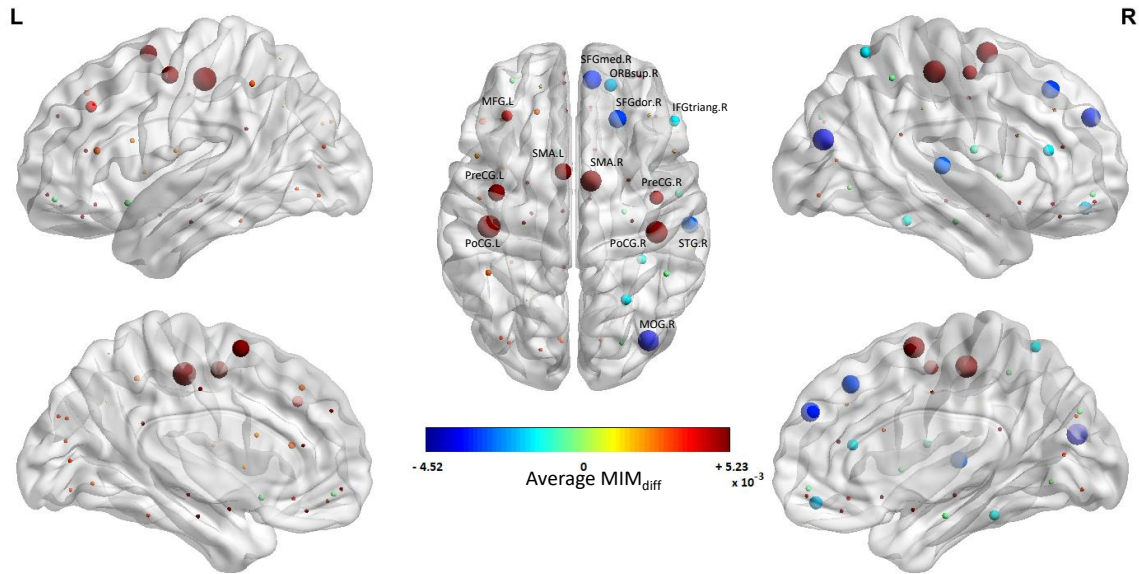 L
R
SFGmed.R
ORBsup.R
MFG.L
SFGdor.R
IFGtriang.R
SMA.L
SMA.R
PreCG.L
PreCG.R
PoCG.L
PoCG.R
STG.R
MOG.R
- 4.52 0 + 5.23
Average MIMdiff
x 10-3